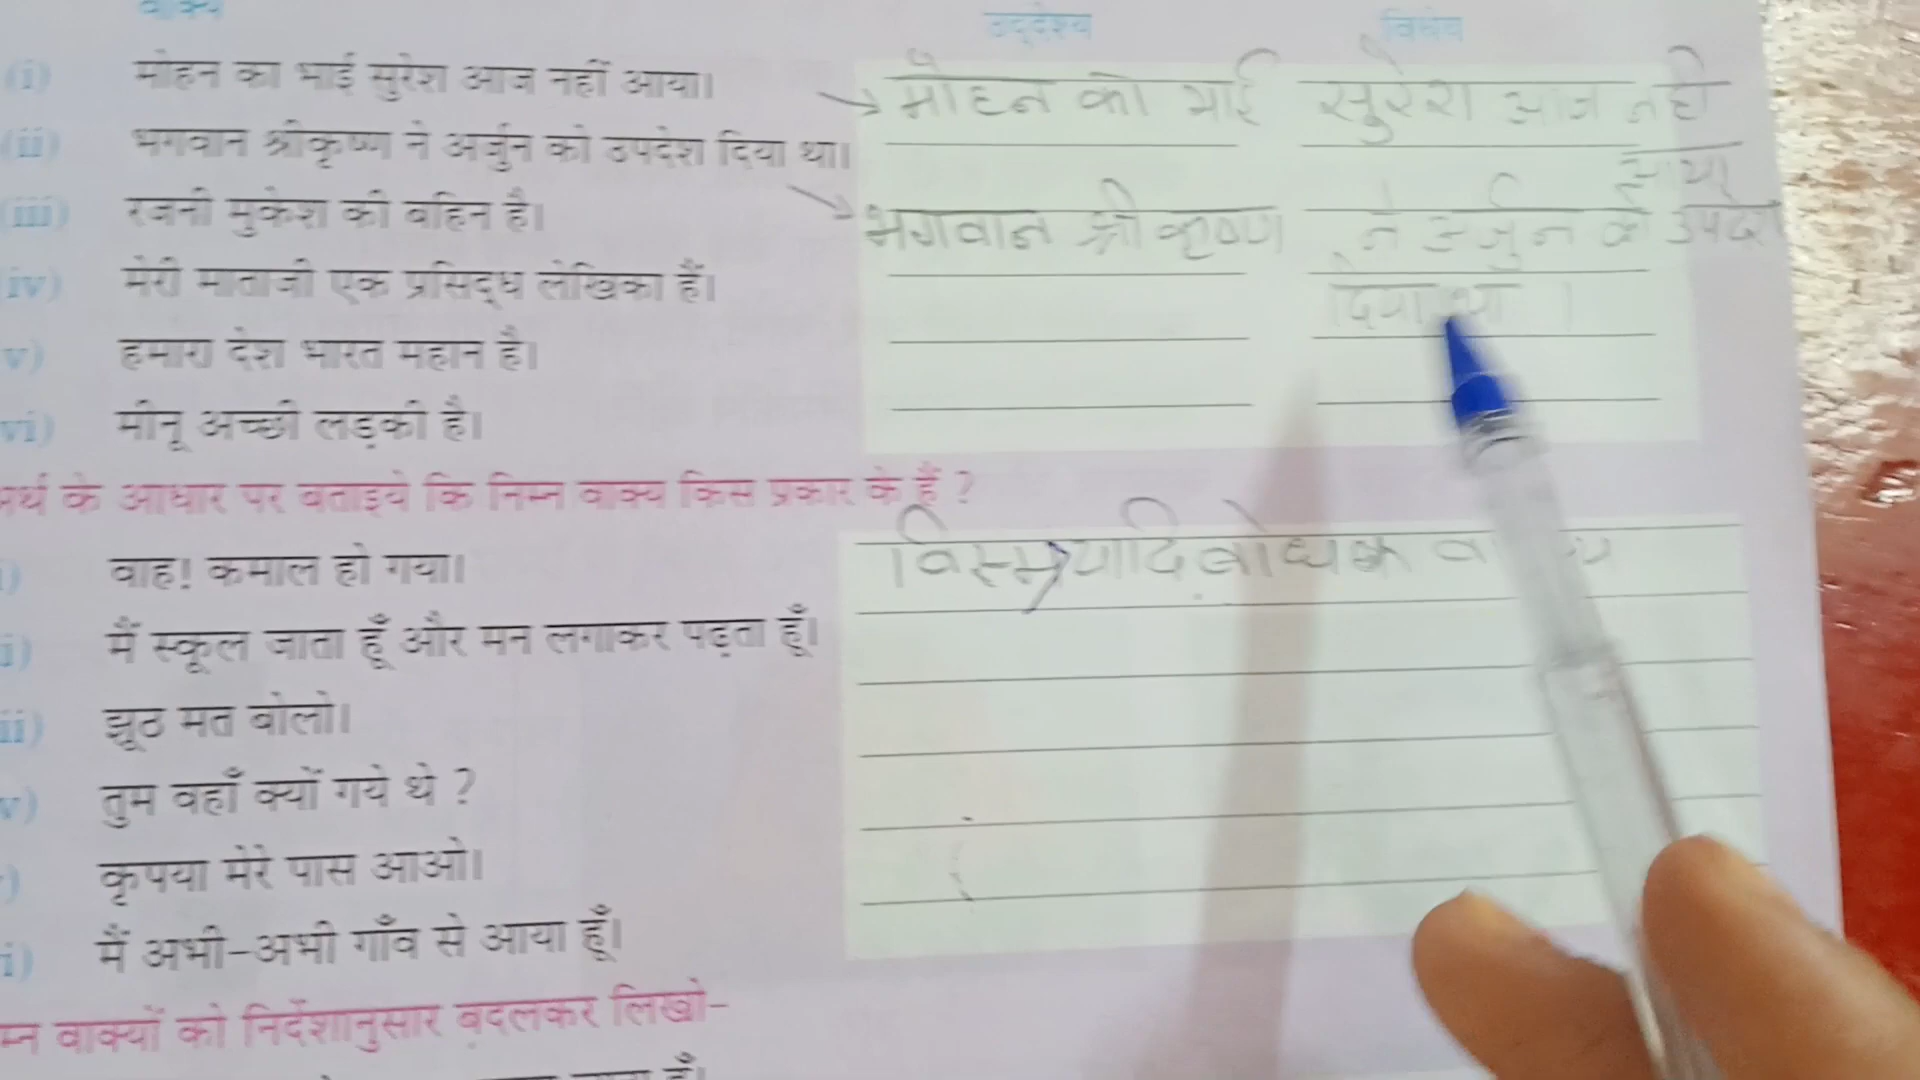 वाक्य उद्देश्य विधेय
(i) मोहन का भाई सुरेश आज नहीं आया। मोहन का भाई सुरेश आज नही
आया
(ii) भगवान श्रीकृष्ण ने अर्जुन को उपदेश दिया था।
(iii) रजनी मुकेश की बहिन है। भगवान श्रीकृष्ण ने अर्जुन को उपदेश
(iv) मेरी माताजी एक प्रसिद्ध लेखिका हैं। दिया था।
v) हमारा देश भारत महान है।
vi) मीनू अच्छी लड़की है।
के आधार पर बताइये कि निम्न वाक्य किस प्रकार के हैं ?
i) वाह! कमाल हो गया। विस्मयादिबोधक
i) मैं स्कूल जाता हूँ और मन लगाकर पढ़ता हूँ।
ii) झूठ मत बोलो।
v) तुम वहाँ क्यों गये थे ?
) कृपया मेरे पास आओ।
i) मैं अभी-अभी गाँव से आया हूँ।
म्न वाक्यों को निर्देशानुसार बदलकर लिखो-